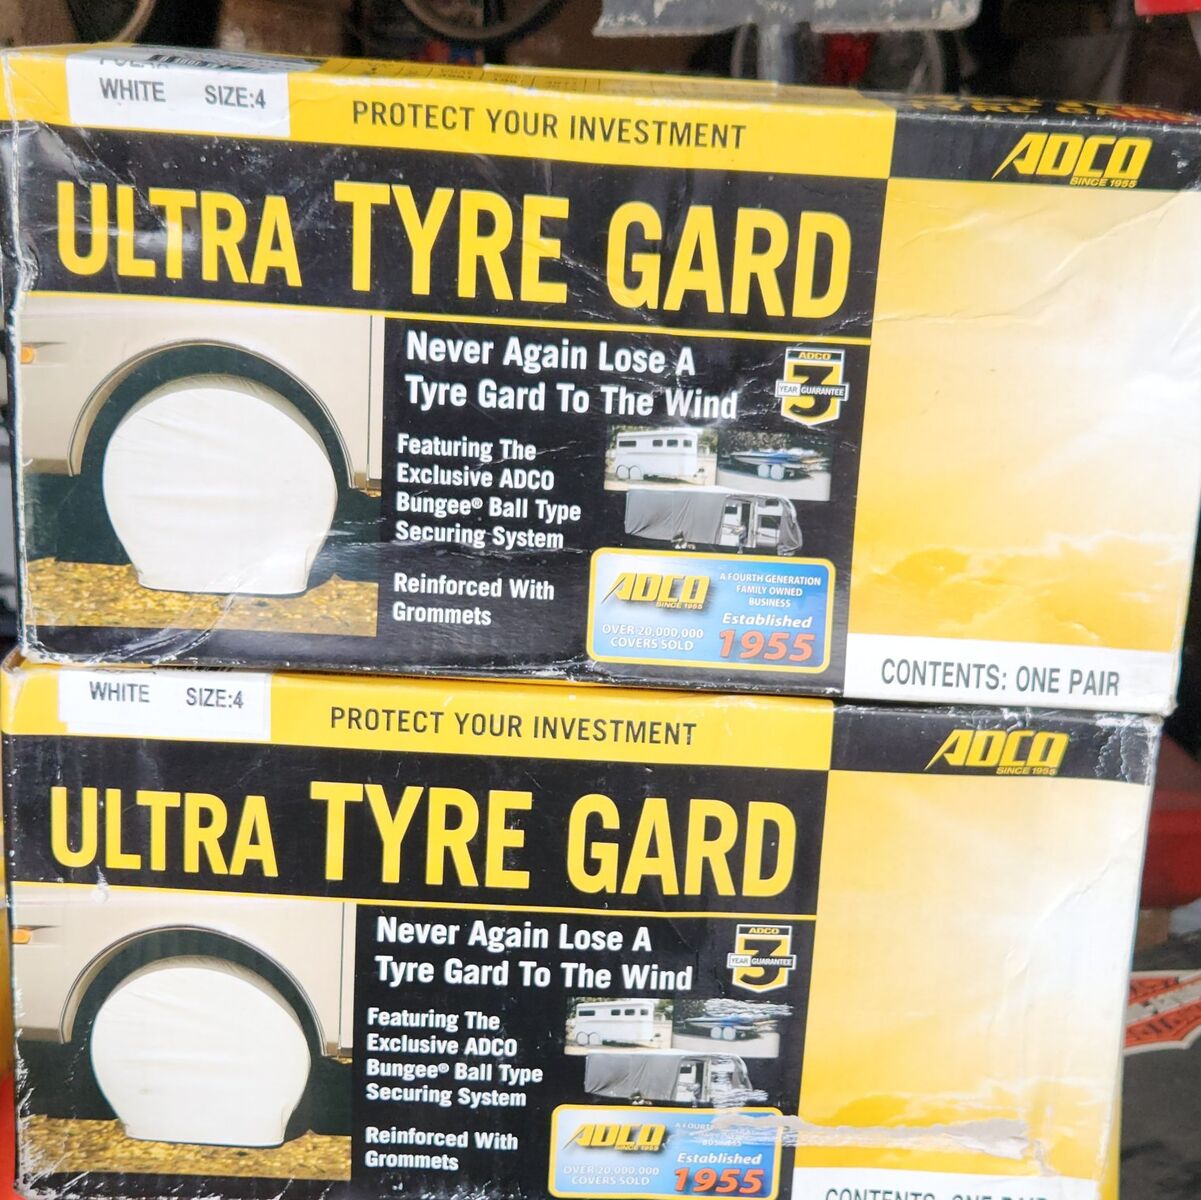 WHITE SIZE:4
PROTECT YOUR INVESTMENT
ADCO
SINCE 1955
ULTRA TYRE GARD
Never Again Lose A
Tyre Gard To The Wind
ADCO
3
YEAR GUARANTEE
Featuring The
Exclusive ADCO
Bungee® Ball Type
Securing System
Reinforced With
Grommets
ADCO
SINCE 1955
A FOURTH GENERATION
FAMILY OWNED
BUSINESS
OVER 20,000,000
COVERS SOLD
Established
1955
CONTENTS: ONE PAIR
WHITE SIZE:4
PROTECT YOUR INVESTMENT
ADCO
SINCE 1955
ULTRA TYRE GARD
Never Again Lose A
Tyre Gard To The Wind
ADCO
3
YEAR GUARANTEE
Featuring The
Exclusive ADCO
Bungee® Ball Type
Securing System
Reinforced With
Grommets
ADCO
SINCE 1955
OVER 20,000,000
COVERS SOLD
Established
1955
CONTENTS: ONE PAIR